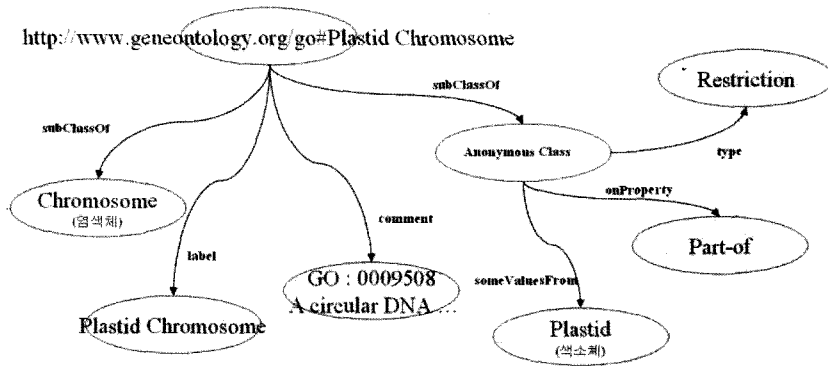 http://www.geneontology.org/go#Plastid Chromosome
Restriction
subClassOf
subClassOf
Anonymous Class
type
Chromosome
(염색체)
onProperty
comment
Part-of
label
GO : 0009508
A circular DNA ...
someValuesFrom
Plastid Chromosome
Plastid
(색소체)